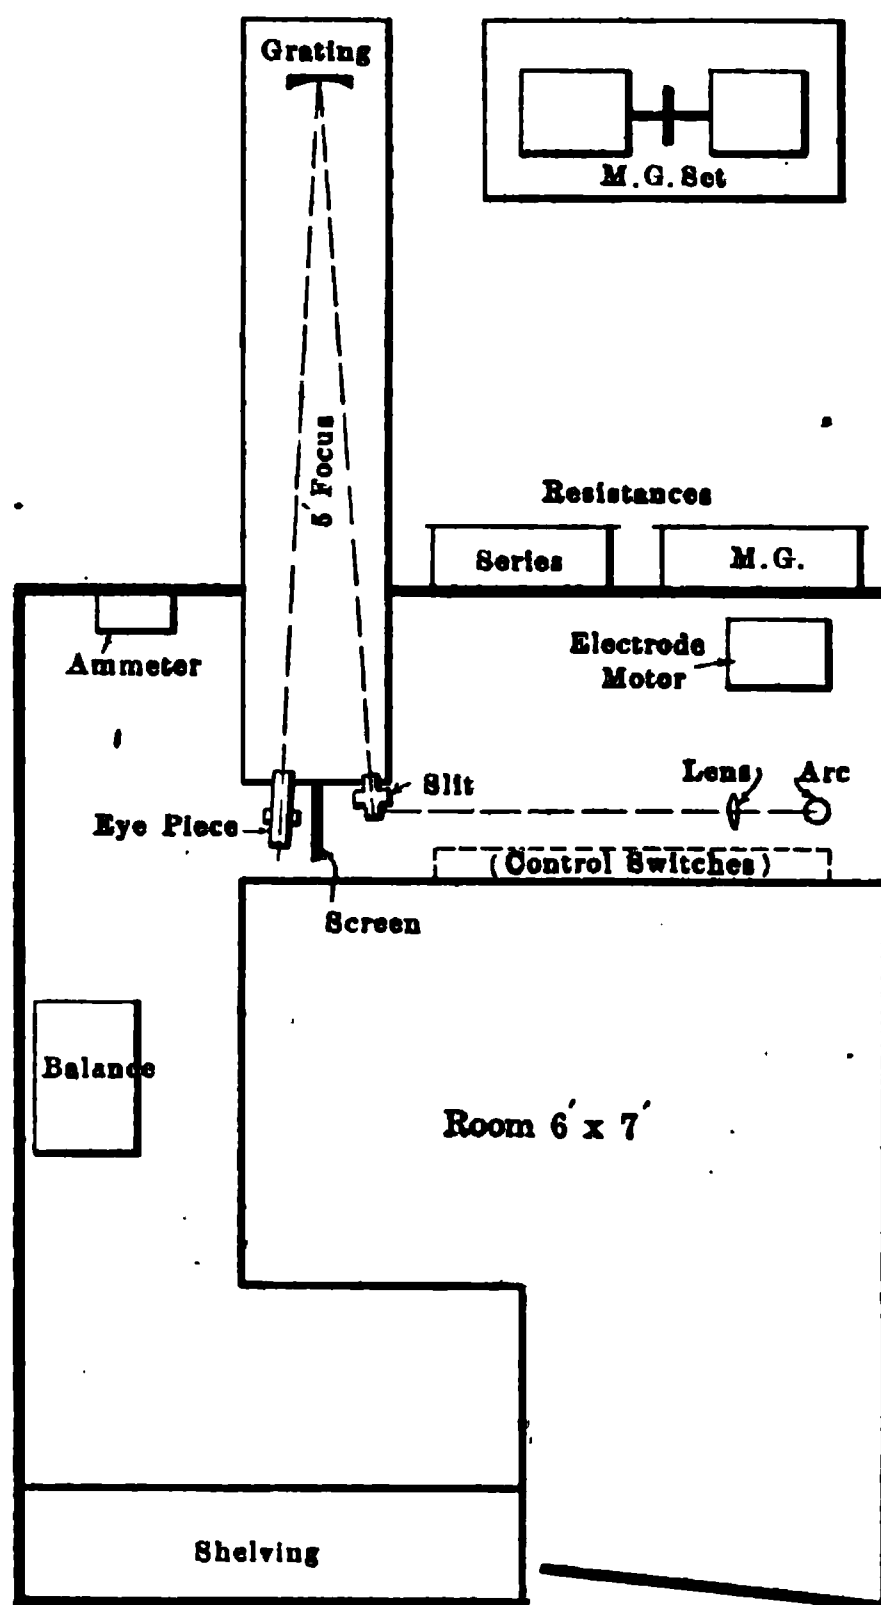 Grating
M.G. Set
5' Focus
Resistances
Series
M.G.
Ammeter
Electrode
Motor
Slit
Lens
Arc
Eye Piece
(Control Switches)
Screen
Balance
Room 6' x 7'
Shelving